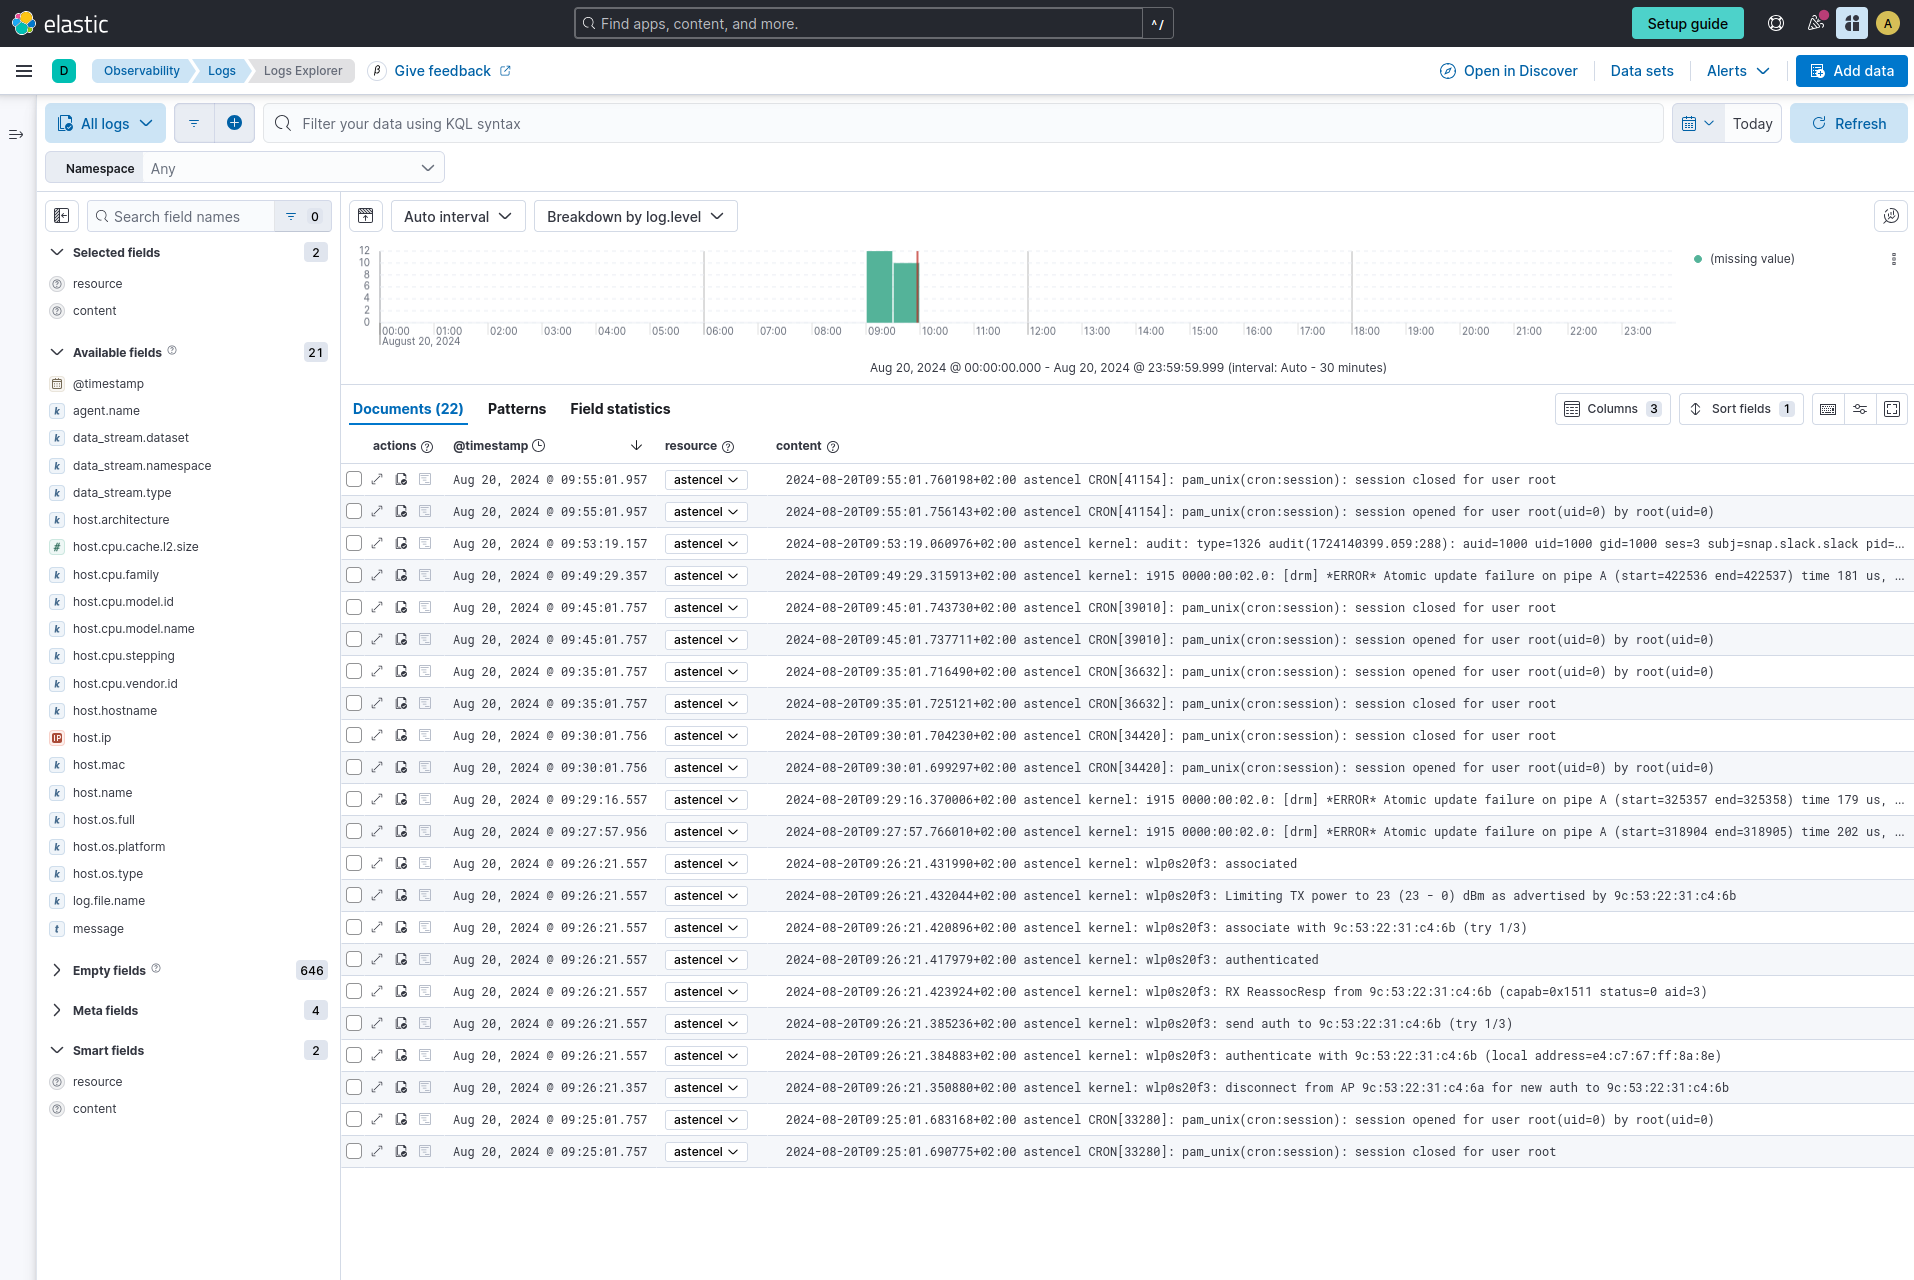 elastic
Find apps, content, and more.
^/
Setup guide
A
D
Observability
Logs
Logs Explorer
β
Give feedback
Open in Discover
Data sets
Alerts
Add data
All logs
Filter your data using KQL syntax
Today
Refresh
Namespace
Any
Search field names
0
Selected fields
2
resource
content
Available fields
21
@timestamp
k agent.name
k data_stream.dataset
k data_stream.namespace
k data_stream.type
k host.architecture
# host.cpu.cache.l2.size
k host.cpu.family
k host.cpu.model.id
k host.cpu.model.name
k host.cpu.stepping
k host.cpu.vendor.id
k host.hostname
IP host.ip
k host.mac
k host.name
k host.os.full
k host.os.platform
k host.os.type
k log.file.name
t message
Empty fields
646
Meta fields
4
Smart fields
2
resource
content
Auto interval
Breakdown by log.level
12
10
8
6
4
2
0
00:00 01:00 02:00 03:00 04:00 05:00 06:00 07:00 08:00 09:00 10:00 11:00 12:00 13:00 14:00 15:00 16:00 17:00 18:00 19:00 20:00 21:00 22:00 23:00
August 20, 2024
(missing value)
Aug 20, 2024 @ 00:00:00.000 - Aug 20, 2024 @ 23:59:59.999 (interval: Auto - 30 minutes)
Documents (22)
Patterns
Field statistics
Columns 3
Sort fields 1
actions @timestamp resource content
Aug 20, 2024 @ 09:55:01.957 astencel 2024-08-20T09:55:01.760198+02:00 astencel CRON[41154]: pam_unix(cron:session): session closed for user root
Aug 20, 2024 @ 09:55:01.957 astencel 2024-08-20T09:55:01.756143+02:00 astencel CRON[41154]: pam_unix(cron:session): session opened for user root(uid=0) by root(uid=0)
Aug 20, 2024 @ 09:53:19.157 astencel 2024-08-20T09:53:19.060976+02:00 astencel kernel: audit: type=1326 audit(1724140399.059:288): auid=1000 uid=1000 gid=1000 ses=3 subj=snap.slack.slack pid=…
Aug 20, 2024 @ 09:49:29.357 astencel 2024-08-20T09:49:29.315913+02:00 astencel kernel: i915 0000:00:02.0: [drm] *ERROR* Atomic update failure on pipe A (start=422536 end=422537) time 181 us, …
Aug 20, 2024 @ 09:45:01.757 astencel 2024-08-20T09:45:01.743730+02:00 astencel CRON[39010]: pam_unix(cron:session): session closed for user root
Aug 20, 2024 @ 09:45:01.757 astencel 2024-08-20T09:45:01.737711+02:00 astencel CRON[39010]: pam_unix(cron:session): session opened for user root(uid=0) by root(uid=0)
Aug 20, 2024 @ 09:35:01.757 astencel 2024-08-20T09:35:01.716490+02:00 astencel CRON[36632]: pam_unix(cron:session): session opened for user root(uid=0) by root(uid=0)
Aug 20, 2024 @ 09:35:01.757 astencel 2024-08-20T09:35:01.725121+02:00 astencel CRON[36632]: pam_unix(cron:session): session closed for user root
Aug 20, 2024 @ 09:30:01.756 astencel 2024-08-20T09:30:01.704230+02:00 astencel CRON[34420]: pam_unix(cron:session): session closed for user root
Aug 20, 2024 @ 09:30:01.756 astencel 2024-08-20T09:30:01.699297+02:00 astencel CRON[34420]: pam_unix(cron:session): session opened for user root(uid=0) by root(uid=0)
Aug 20, 2024 @ 09:29:16.557 astencel 2024-08-20T09:29:16.370006+02:00 astencel kernel: i915 0000:00:02.0: [drm] *ERROR* Atomic update failure on pipe A (start=325357 end=325358) time 179 us, …
Aug 20, 2024 @ 09:27:57.956 astencel 2024-08-20T09:27:57.766010+02:00 astencel kernel: i915 0000:00:02.0: [drm] *ERROR* Atomic update failure on pipe A (start=318904 end=318905) time 202 us, …
Aug 20, 2024 @ 09:26:21.557 astencel 2024-08-20T09:26:21.431990+02:00 astencel kernel: wlp0s20f3: associated
Aug 20, 2024 @ 09:26:21.557 astencel 2024-08-20T09:26:21.432044+02:00 astencel kernel: wlp0s20f3: Limiting TX power to 23 (23 - 0) dBm as advertised by 9c:53:22:31:c4:6b
Aug 20, 2024 @ 09:26:21.557 astencel 2024-08-20T09:26:21.420896+02:00 astencel kernel: wlp0s20f3: associate with 9c:53:22:31:c4:6b (try 1/3)
Aug 20, 2024 @ 09:26:21.557 astencel 2024-08-20T09:26:21.417979+02:00 astencel kernel: wlp0s20f3: authenticated
Aug 20, 2024 @ 09:26:21.557 astencel 2024-08-20T09:26:21.423924+02:00 astencel kernel: wlp0s20f3: RX ReassocResp from 9c:53:22:31:c4:6b (capab=0x1511 status=0 aid=3)
Aug 20, 2024 @ 09:26:21.557 astencel 2024-08-20T09:26:21.385236+02:00 astencel kernel: wlp0s20f3: send auth to 9c:53:22:31:c4:6b (try 1/3)
Aug 20, 2024 @ 09:26:21.557 astencel 2024-08-20T09:26:21.384883+02:00 astencel kernel: wlp0s20f3: authenticate with 9c:53:22:31:c4:6b (local address=e4:c7:67:ff:8a:8e)
Aug 20, 2024 @ 09:26:21.357 astencel 2024-08-20T09:26:21.350880+02:00 astencel kernel: wlp0s20f3: disconnect from AP 9c:53:22:31:c4:6a for new auth to 9c:53:22:31:c4:6b
Aug 20, 2024 @ 09:25:01.757 astencel 2024-08-20T09:25:01.683168+02:00 astencel CRON[33280]: pam_unix(cron:session): session opened for user root(uid=0) by root(uid=0)
Aug 20, 2024 @ 09:25:01.757 astencel 2024-08-20T09:25:01.690775+02:00 astencel CRON[33280]: pam_unix(cron:session): session closed for user root